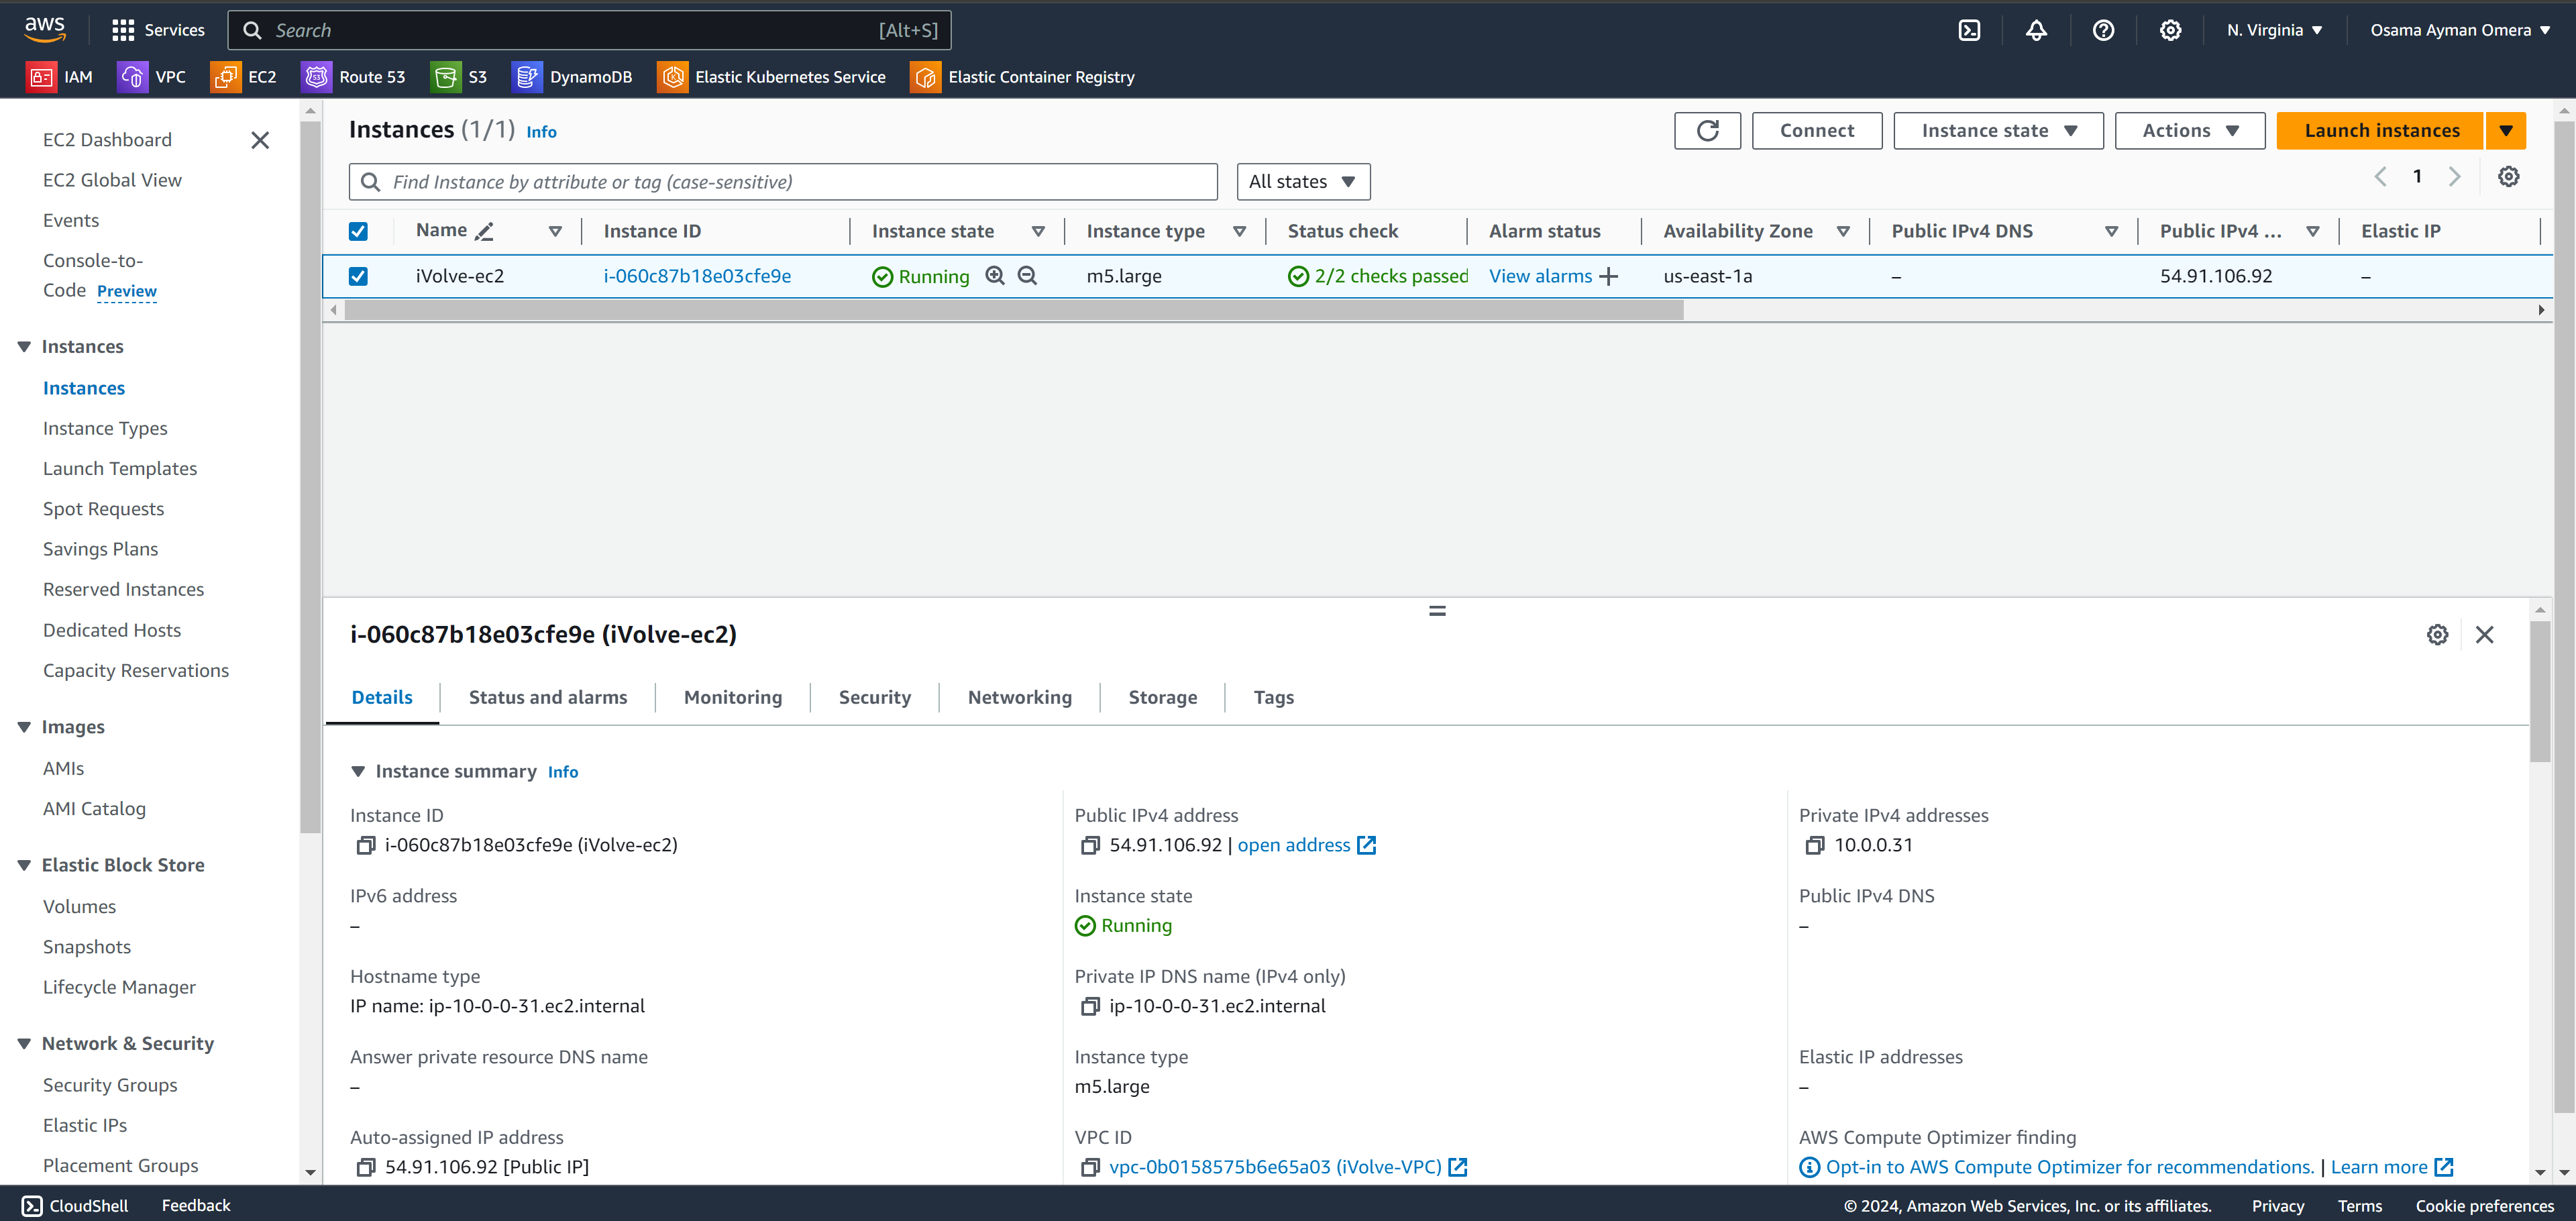 aws
Services
Search [Alt+S]
N. Virginia
Osama Ayman Omera
IAM VPC EC2 Route 53 S3 DynamoDB Elastic Kubernetes Service Elastic Container Registry
EC2 Dashboard
EC2 Global View
Events
Console-to-
Code Preview
Instances
Instances
Instance Types
Launch Templates
Spot Requests
Savings Plans
Reserved Instances
Dedicated Hosts
Capacity Reservations
Images
AMIs
AMI Catalog
Elastic Block Store
Volumes
Snapshots
Lifecycle Manager
Network & Security
Security Groups
Elastic IPs
Placement Groups
Instances (1/1) Info
Connect Instance state Actions Launch instances
Find Instance by attribute or tag (case-sensitive) All states 1
Name Instance ID Instance state Instance type Status check Alarm status Availability Zone Public IPv4 DNS Public IPv4 ... Elastic IP
iVolve-ec2 i-060c87b18e03cfe9e Running m5.large 2/2 checks passed View alarms + us-east-1a – 54.91.106.92 –
i-060c87b18e03cfe9e (iVolve-ec2)
Details Status and alarms Monitoring Security Networking Storage Tags
Instance summary Info
Instance ID
i-060c87b18e03cfe9e (iVolve-ec2)
Public IPv4 address
54.91.106.92 | open address
Private IPv4 addresses
10.0.0.31
IPv6 address
–
Instance state
Running
Public IPv4 DNS
–
Hostname type
IP name: ip-10-0-0-31.ec2.internal
Private IP DNS name (IPv4 only)
ip-10-0-0-31.ec2.internal
Answer private resource DNS name
–
Instance type
m5.large
Elastic IP addresses
–
Auto-assigned IP address
54.91.106.92 [Public IP]
VPC ID
vpc-0b0158575b6e65a03 (iVolve-VPC)
AWS Compute Optimizer finding
Opt-in to AWS Compute Optimizer for recommendations. | Learn more
CloudShell Feedback
© 2024, Amazon Web Services, Inc. or its affiliates. Privacy Terms Cookie preferences